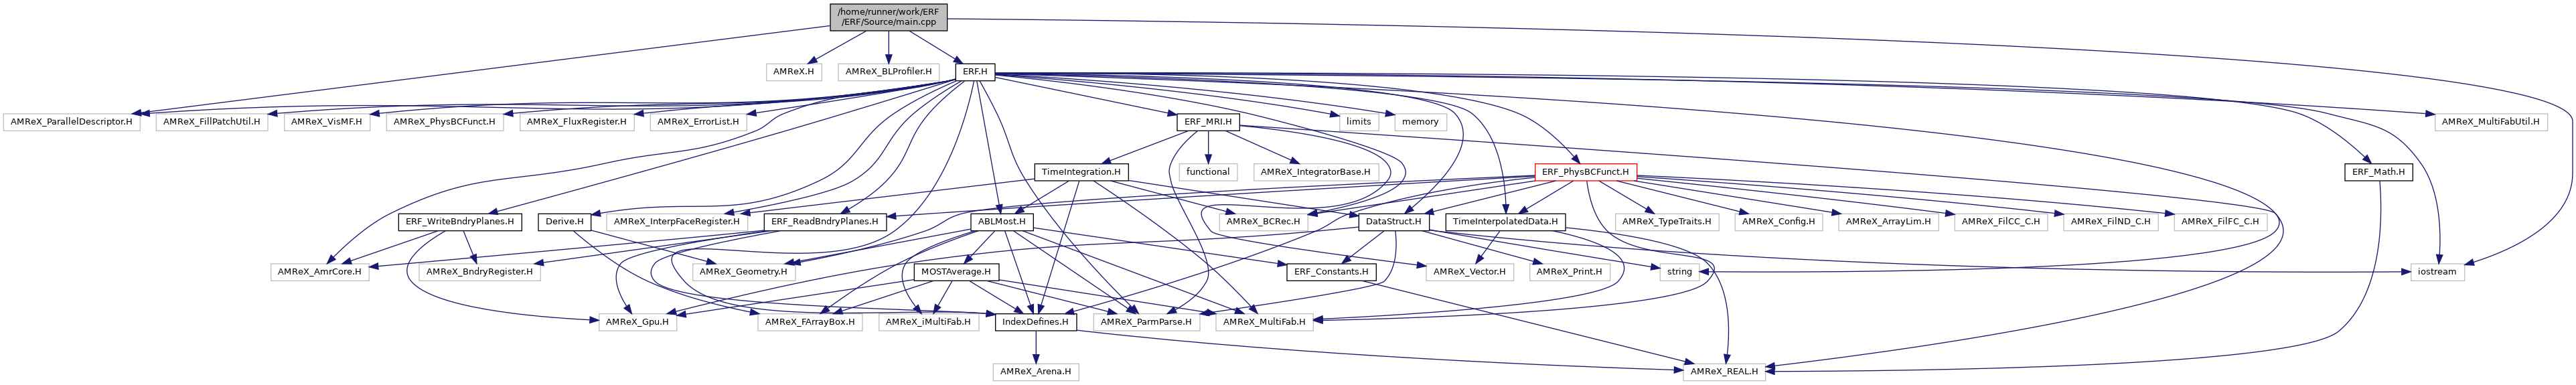 /home/runner/work/ERF
/ERF/Source/main.cpp
AMReX.H
AMReX_BLProfiler.H
ERF.H
AMReX_ParallelDescriptor.H
AMReX_FillPatchUtil.H
AMReX_VisMF.H
AMReX_PhysBCFunct.H
AMReX_FluxRegister.H
AMReX_ErrorList.H
ERF_MRI.H
limits
memory
AMReX_MultiFabUtil.H
TimeIntegration.H
functional
AMReX_IntegratorBase.H
ERF_PhysBCFunct.H
ERF_Math.H
ERF_WriteBndryPlanes.H
Derive.H
AMReX_InterpFaceRegister.H
ERF_ReadBndryPlanes.H
ABLMost.H
AMReX_BCRec.H
DataStruct.H
TimeInterpolatedData.H
AMReX_TypeTraits.H
AMReX_Config.H
AMReX_ArrayLim.H
AMReX_FilCC_C.H
AMReX_FilND_C.H
AMReX_FilFC_C.H
AMReX_AmrCore.H
AMReX_BndryRegister.H
AMReX_Geometry.H
MOSTAverage.H
ERF_Constants.H
AMReX_Vector.H
AMReX_Print.H
string
iostream
AMReX_Gpu.H
AMReX_FArrayBox.H
AMReX_iMultiFab.H
IndexDefines.H
AMReX_ParmParse.H
AMReX_MultiFab.H
AMReX_Arena.H
AMReX_REAL.H